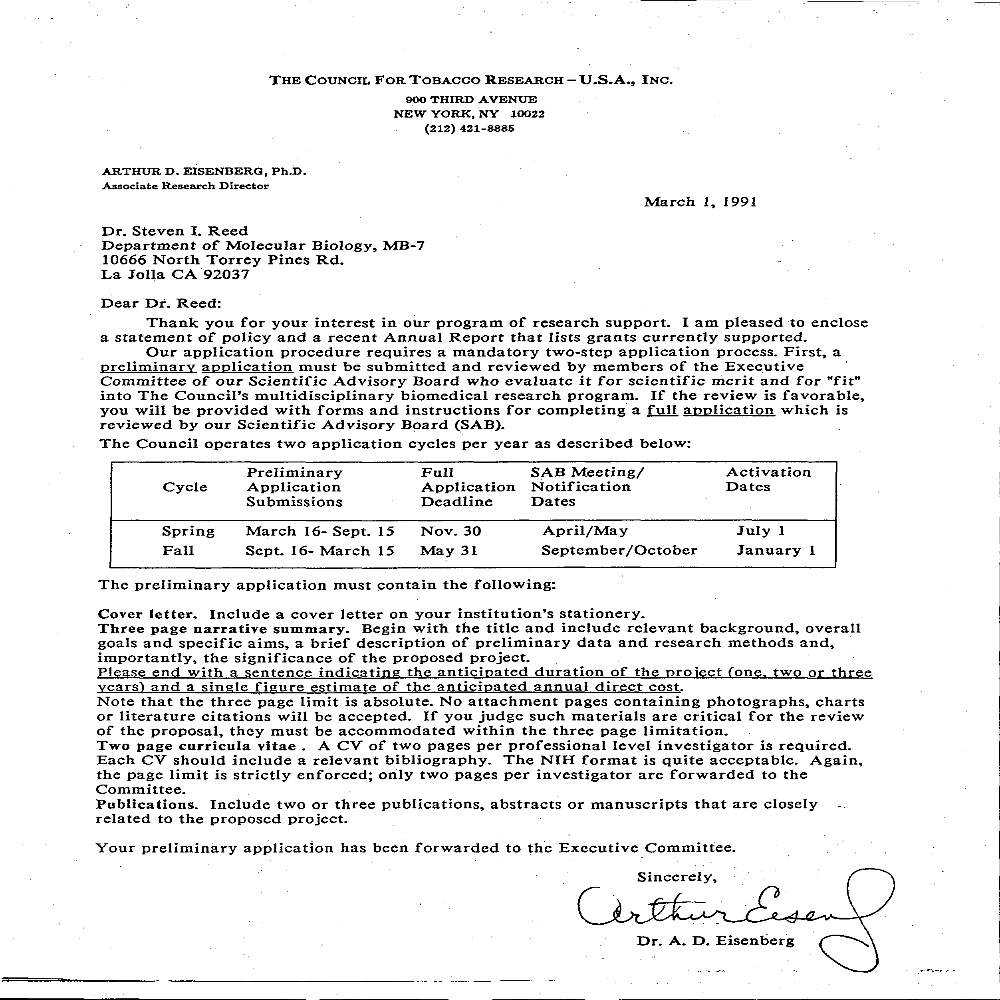 THE COUNCIL FOR TOBACCO RESEARCH – U.S.A., INC.
900 THIRD AVENUE
NEW YORK, NY 10022
(212) 421-8885
ARTHUR D. EISENBERG, Ph.D.
Associate Research Director
March 1, 1991
Dr. Steven I. Reed
Department of Molecular Biology, MB-7
10666 North Torrey Pines Rd.
La Jolla CA 92037
Dear Dr. Reed:
Thank you for your interest in our program of research support. I am pleased to enclose
a statement of policy and a recent Annual Report that lists grants currently supported.
Our application procedure requires a mandatory two-step application process. First, a
preliminary application must be submitted and reviewed by members of the Executive
Committee of our Scientific Advisory Board who evaluate it for scientific merit and for "fit"
into The Council's multidisciplinary biomedical research program. If the review is favorable,
you will be provided with forms and instructions for completing a full application which is
reviewed by our Scientific Advisory Board (SAB).
The Council operates two application cycles per year as described below:
Preliminary Full SAB Meeting/ Activation
Cycle Application Application Notification Dates
Submissions Deadline Dates
Spring March 16- Sept. 15 Nov. 30 April/May July 1
Fall Sept. 16- March 15 May 31 September/October January 1
The preliminary application must contain the following:
Cover letter. Include a cover letter on your institution's stationery.
Three page narrative summary. Begin with the title and include relevant background, overall
goals and specific aims, a brief description of preliminary data and research methods and,
importantly, the significance of the proposed project.
Please end with a sentence indicating the anticipated duration of the project (one, two or three
years) and a single figure estimate of the anticipated annual direct cost.
Note that the three page limit is absolute. No attachment pages containing photographs, charts
or literature citations will be accepted. If you judge such materials are critical for the review
of the proposal, they must be accommodated within the three page limitation.
Two page curricula vitae . A CV of two pages per professional level investigator is required.
Each CV should include a relevant bibliography. The NIH format is quite acceptable. Again,
the page limit is strictly enforced; only two pages per investigator are forwarded to the
Committee.
Publications. Include two or three publications, abstracts or manuscripts that are closely
related to the proposed project.
Your preliminary application has been forwarded to the Executive Committee.
Sincerely,
Arthur Eisenberg
Dr. A. D. Eisenberg